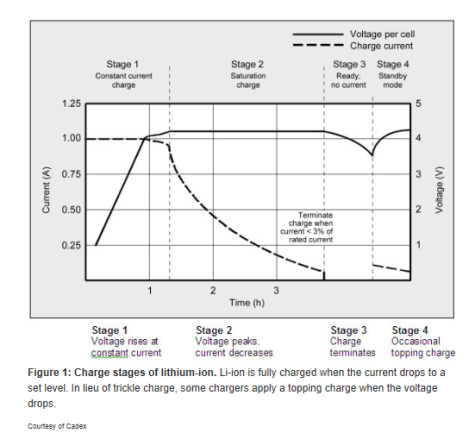 Voltage per cell
Charge current
Stage 1
Constant current
charge
Stage 2
Saturation
charge
Stage 3
Ready;
no current
Stage 4
Standby
mode
1.25
1.00
0.75
0.50
0.25
Current (A)
5
4
3
2
1
Voltage (V)
Terminate
charge when
current < 3% of
rated current
1
2
3
Time (h)
Stage 1
Voltage rises at
constant current
Stage 2
Voltage peaks,
current decreases
Stage 3
Charge
terminates
Stage 4
Occasional
topping charge
Figure 1: Charge stages of lithium-ion. Li-ion is fully charged when the current drops to a
set level. In lieu of trickle charge, some chargers apply a topping charge when the voltage
drops.
Courtesy of Cadex